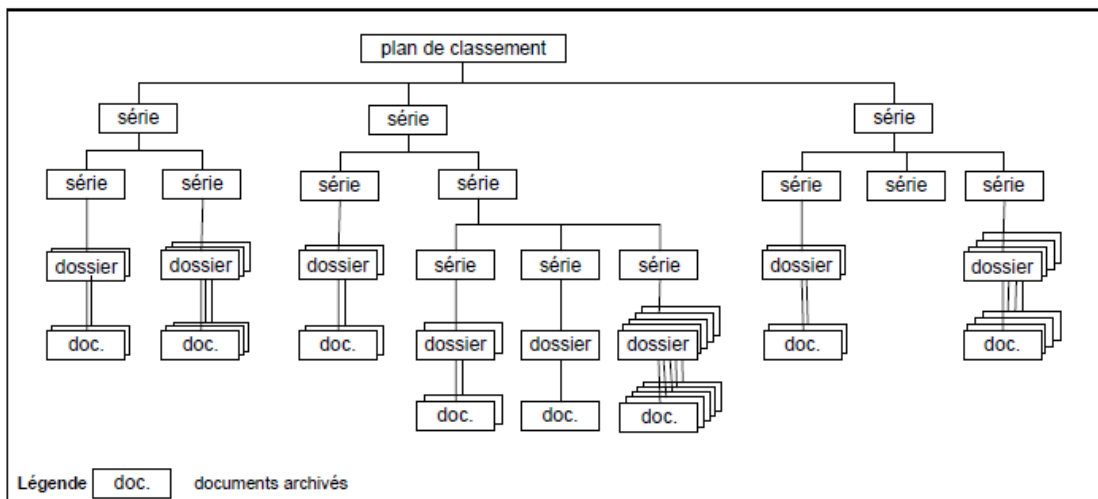 plan de classement
série série série
série série série série série série série
dossier dossier dossier série série série dossier dossier
doc. doc. doc. dossier dossier dossier doc. doc.
doc. doc. doc.
Légende doc. documents archivés